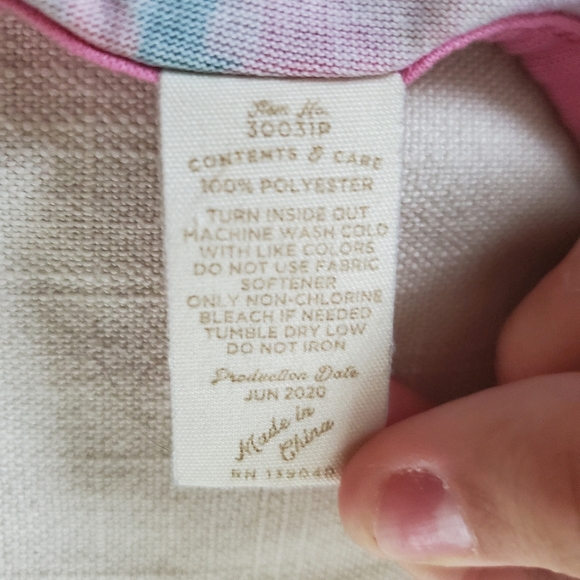 Item No.
30031P
CONTENTS & CARE
100% POLYESTER
TURN INSIDE OUT
MACHINE WASH COLD
WITH LIKE COLORS
DO NOT USE FABRIC
SOFTENER
ONLY NON-CHLORINE
BLEACH IF NEEDED
TUMBLE DRY LOW
DO NOT IRON
Production Date
JUN 2020
Made in
China
RN